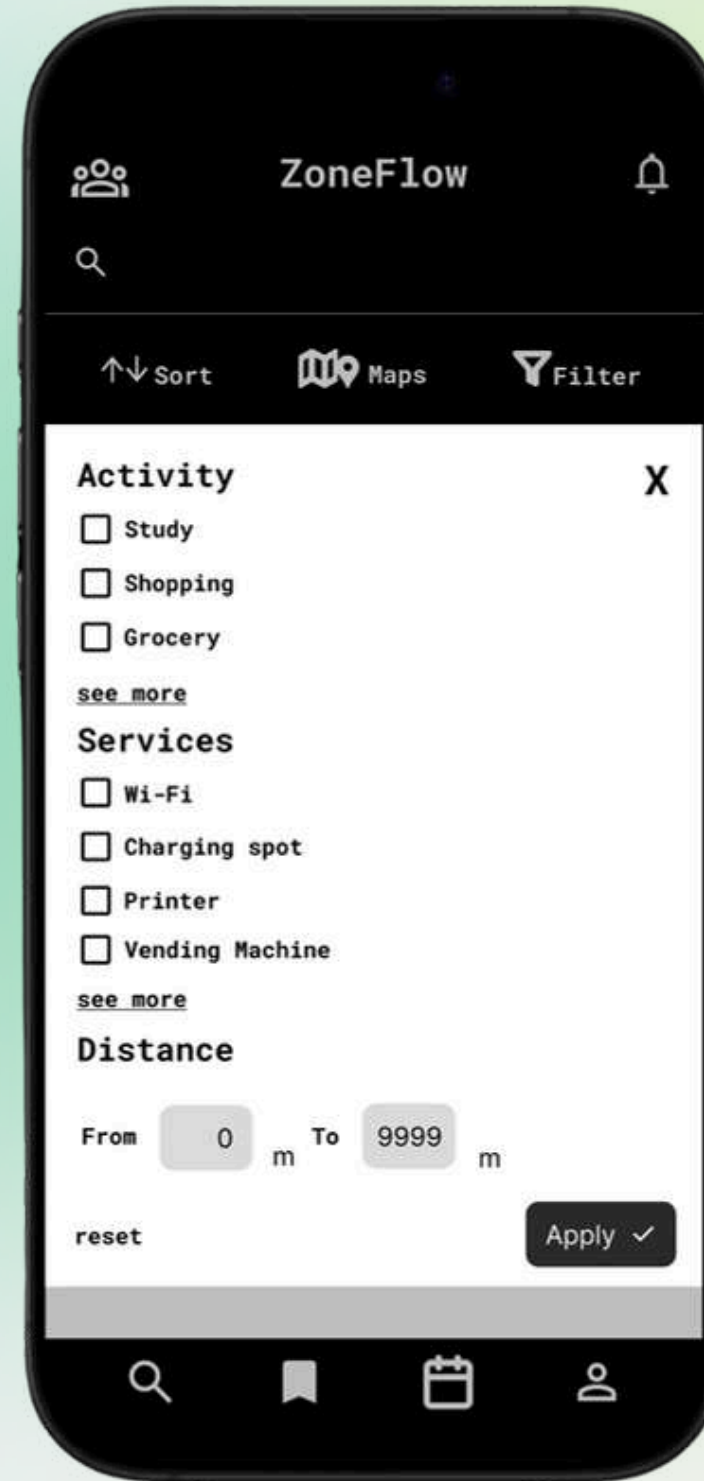 ZoneFlow
Sort Maps Filter
Activity X
Study
Shopping
Grocery
see more
Services
Wi-Fi
Charging spot
Printer
Vending Machine
see more
Distance
From 0 m To 9999 m
reset Apply